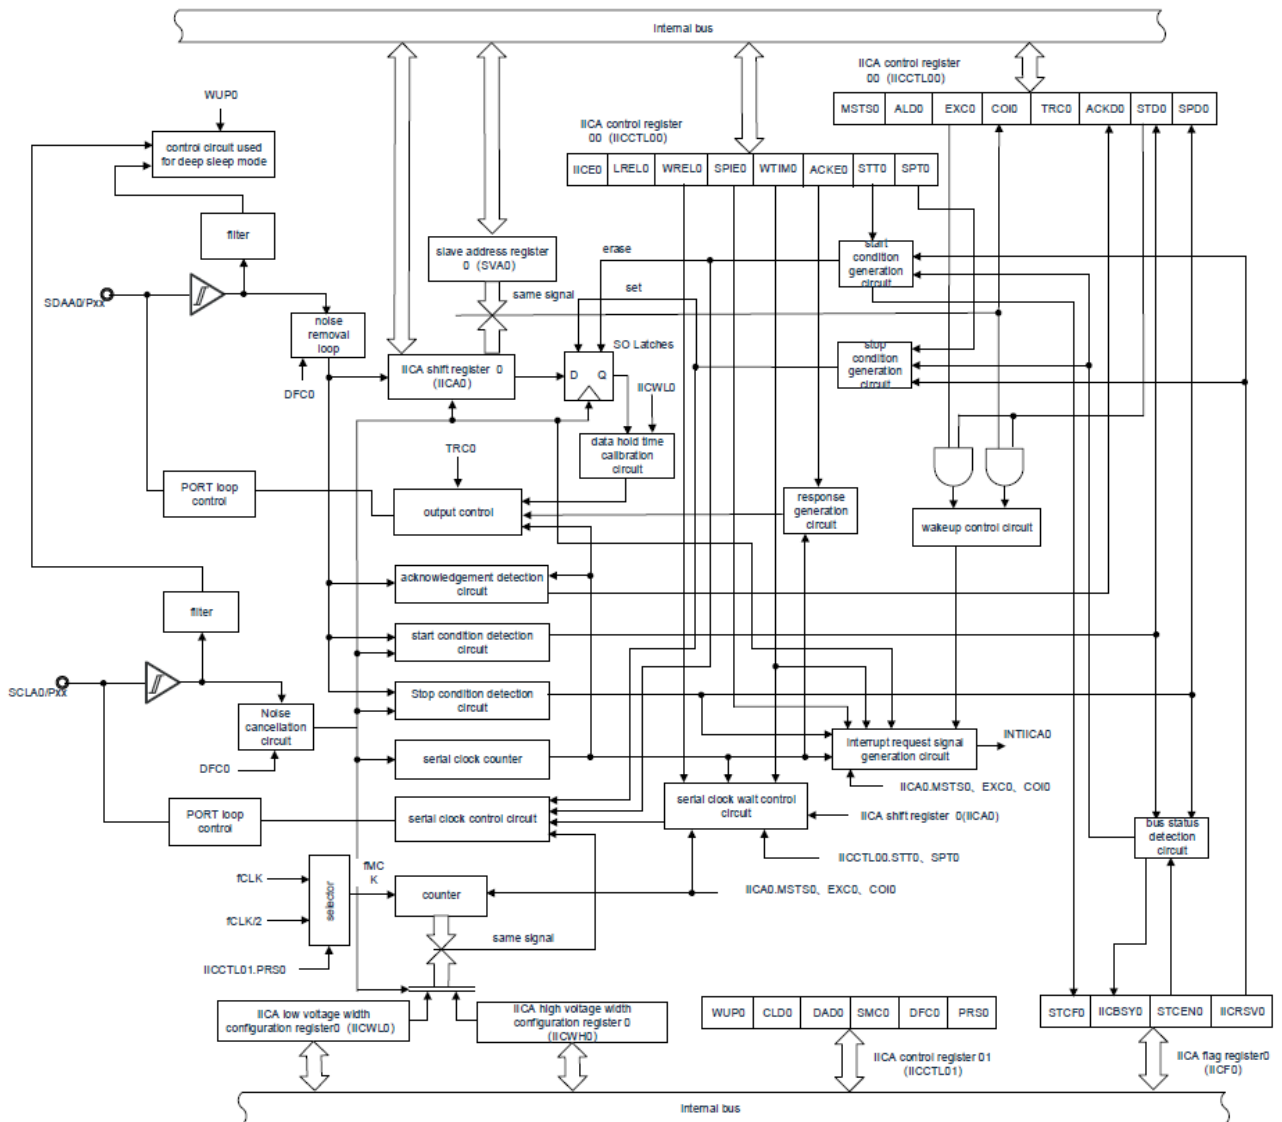 Internal bus
IICA control register
00 (IICCTL00)
MSTS0 ALD0 EXC0 COI0 TRC0 ACKD0 STD0 SPD0
WUP0
control circuit used
for deep sleep mode
IICA control register
00 (IICCTL00)
IICE0 LREL0 WREL0 SPIE0 WTIM0 ACKE0 STT0 SPT0
filter
slave address register
0 (SVA0)
erase
start
condition
generation
circuit
SDAA0/Pxx
same signal
set
noise
removal
loop
SO Latches
stop
condition
generation
circuit
IICA shift register 0
(IICA0)
D Q
DFC0
IICWL0
data hold time
calibration
circuit
TRC0
PORT loop
control
output control
response
generation
circuit
wakeup control circuit
acknowledgement detection
circuit
filter
start condition detection
circuit
SCLA0/Pxx
Stop condition detection
circuit
Noise
cancellation
circuit
DFC0
serial clock counter
Interrupt request signal
generation circuit
INTIICA0
IICA0.MSTS0、EXC0、COI0
PORT loop
control
serial clock control circuit
serial clock wait control
circuit
IICA shift register 0(IICA0)
bus status
detection
circuit
IICCTL00.STT0、SPT0
fCLK
fMC
K
selector
counter
IICA0.MSTS0、EXC0、COI0
fCLK/2
same signal
IICCTL01.PRS0
IICA low voltage width
configuration register0 (IICWL0)
IICA high voltage width
configuration register 0
(IICWH0)
WUP0 CLD0 DAD0 SMC0 DFC0 PRS0
STCF0 IICBSY0 STCEN0 IICRSV0
IICA control register 01
(IICCTL01)
IICA flag register0
(IICF0)
Internal bus